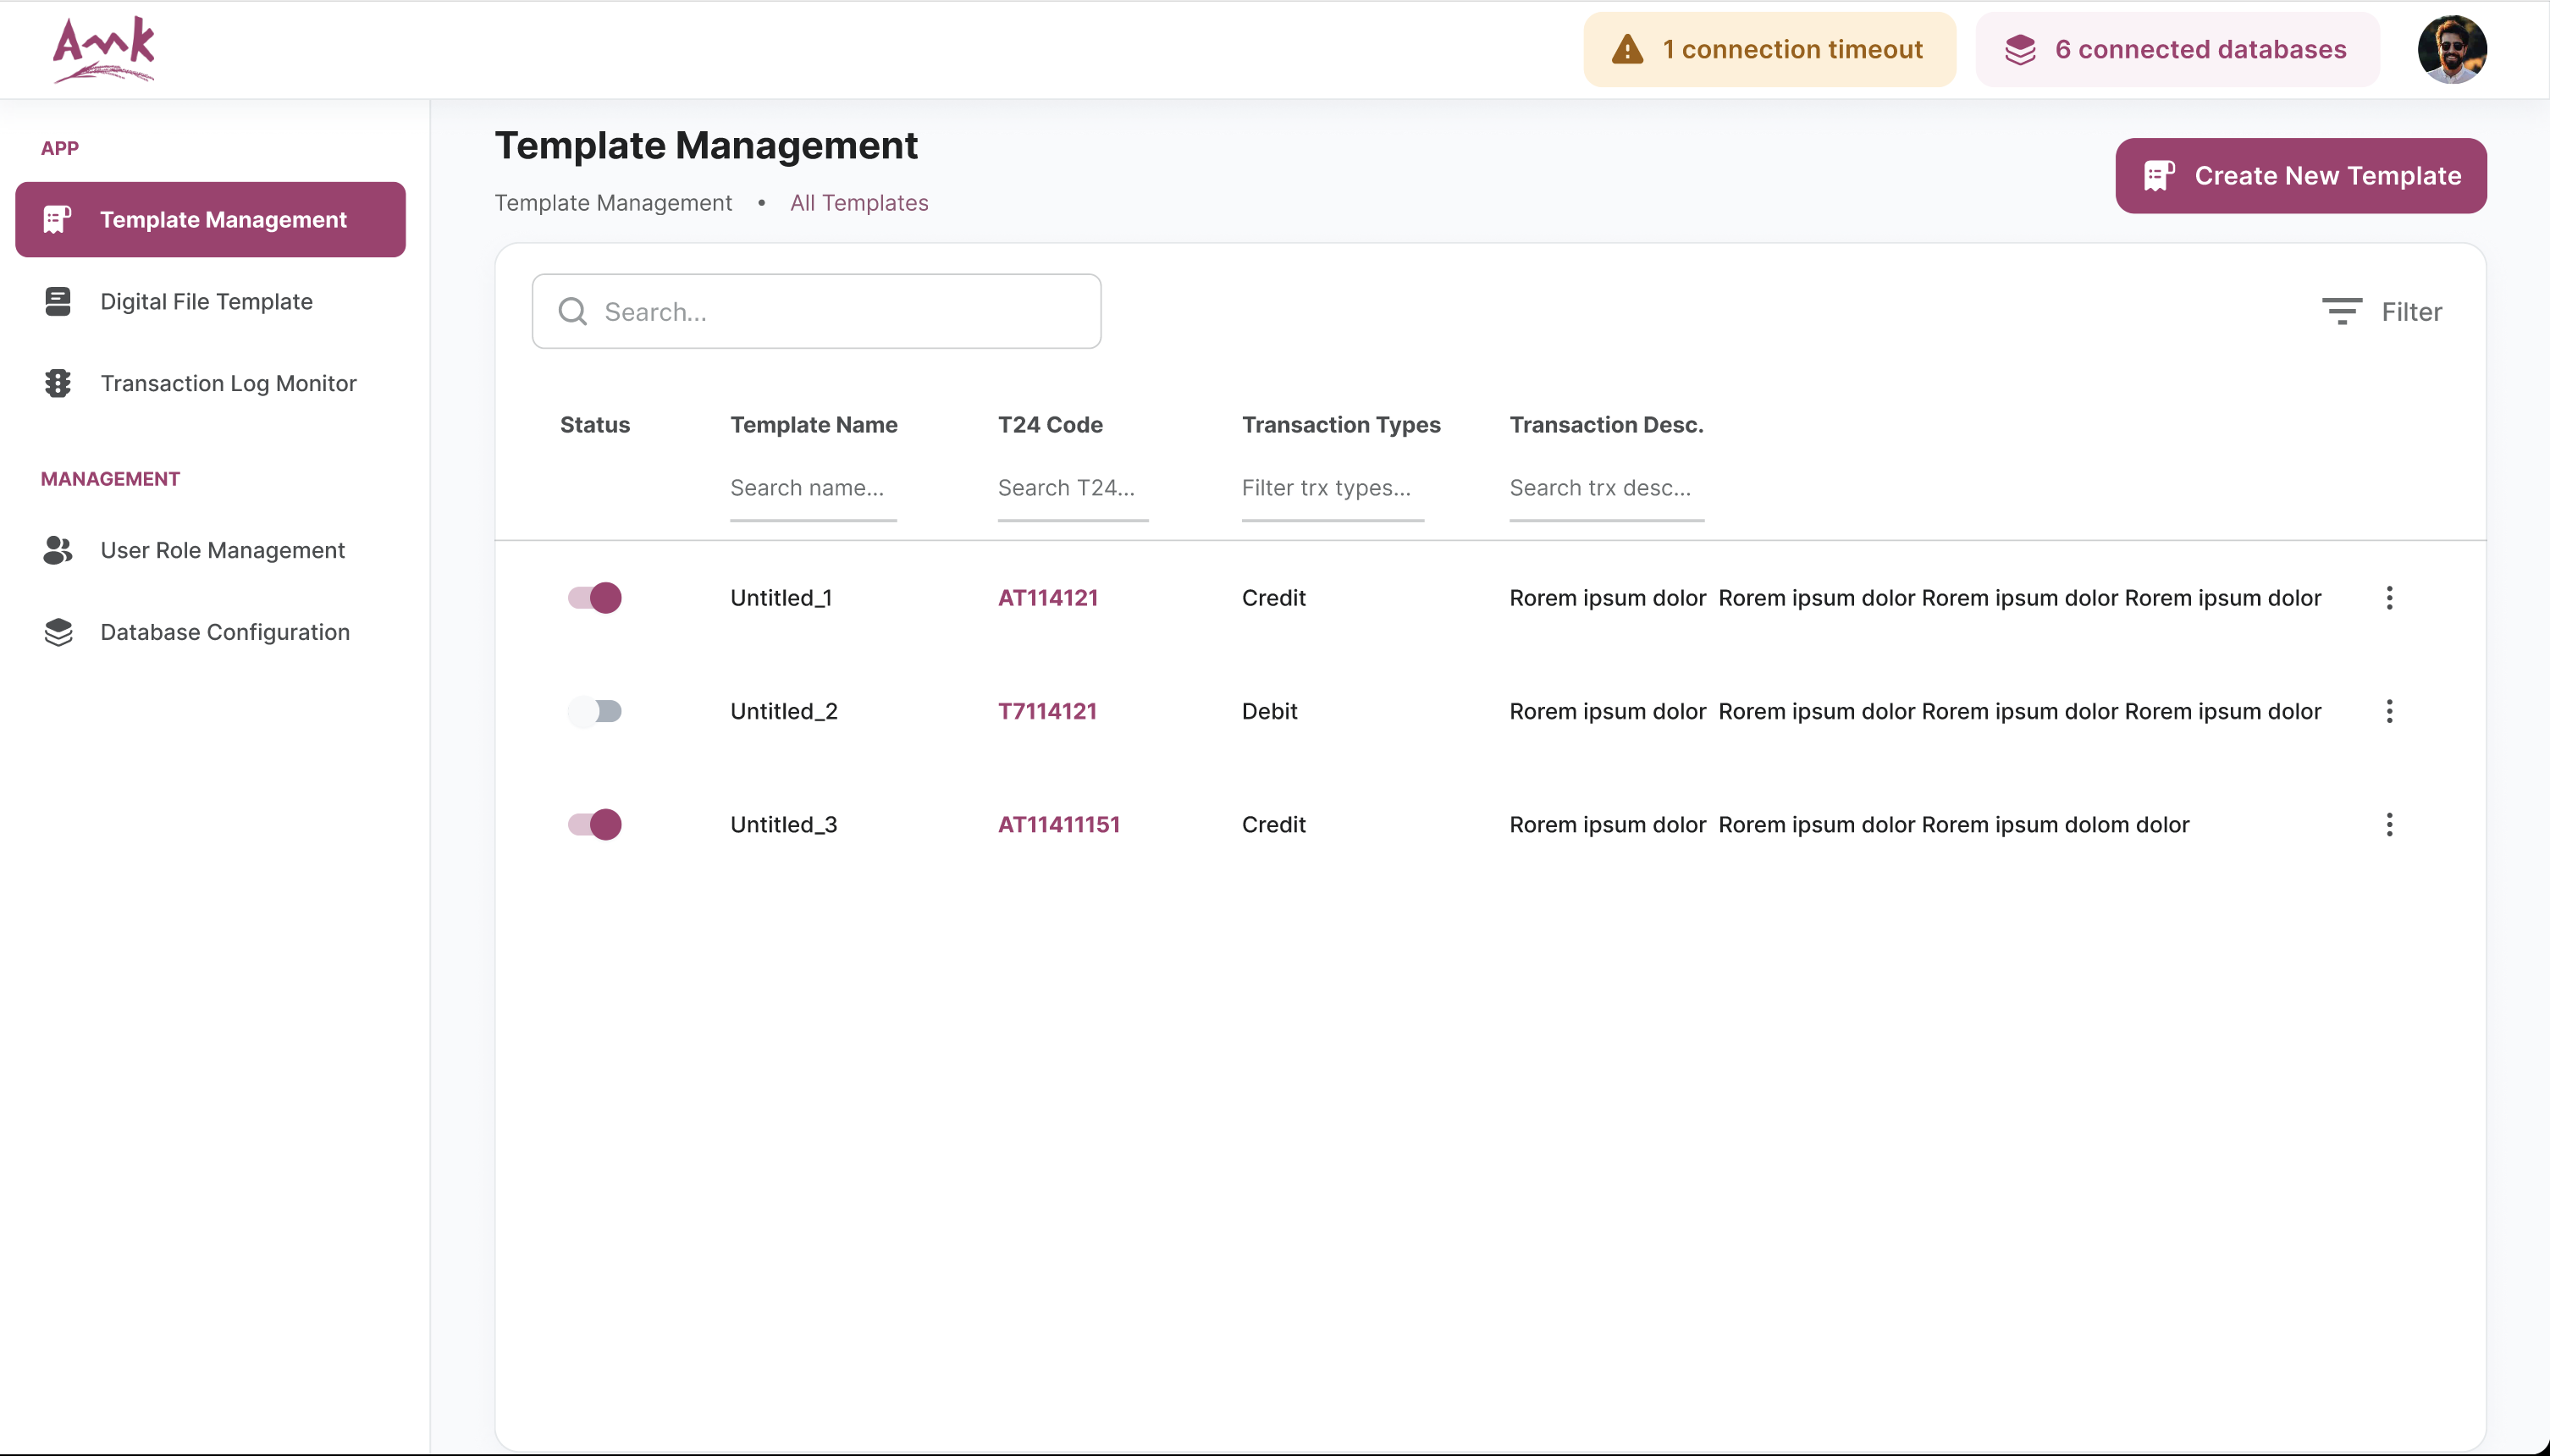 AMK
1 connection timeout
6 connected databases
APP
Template Management
Digital File Template
Transaction Log Monitor
MANAGEMENT
User Role Management
Database Configuration
Template Management
Template Management • All Templates
Create New Template
Search...
Filter
Status Template Name T24 Code Transaction Types Transaction Desc.
Search name... Search T24... Filter trx types... Search trx desc...
Untitled_1 AT114121 Credit Rorem ipsum dolor Rorem ipsum dolor Rorem ipsum dolor Rorem ipsum dolor
Untitled_2 T7114121 Debit Rorem ipsum dolor Rorem ipsum dolor Rorem ipsum dolor Rorem ipsum dolor
Untitled_3 AT11411151 Credit Rorem ipsum dolor Rorem ipsum dolor Rorem ipsum dolom dolor